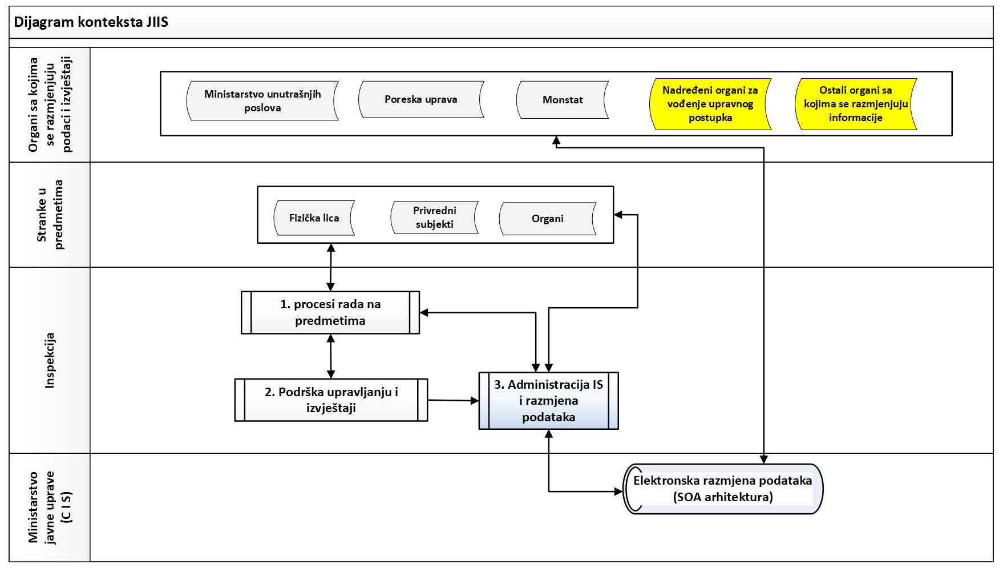 Dijagram konteksta JIIS
Organi sa kojima
se razmjenjuju
podaci i izvještaji
Ministarstvo unutrašnjih
poslova
Poreska uprava
Monstat
Nadređeni organi za
vođenje upravnog
postupka
Ostali organi sa
kojima se razmjenjuju
informacije
Stranke u
predmetima
Fizička lica
Privredni
subjekti
Organi
Inspekcija
1. procesi rada na
predmetima
2. Podrška upravljanju i
izvještaji
3. Administracija IS
i razmjena
podataka
Ministarstvo
javne uprave
(C I S)
Elektronska razmjena podataka
(SOA arhitektura)